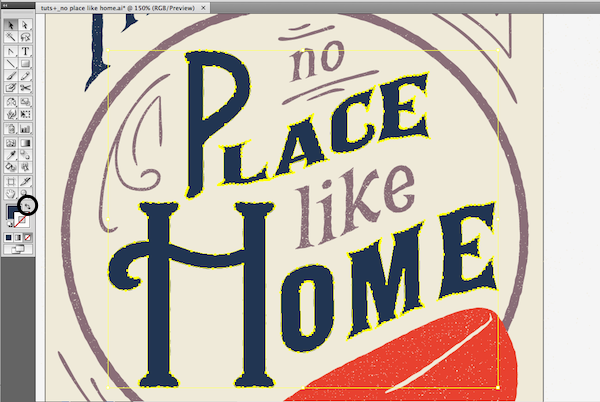 tuts+_no place like home.ai* @ 150% (RGB/Preview)
no
PLACE
like
HOME